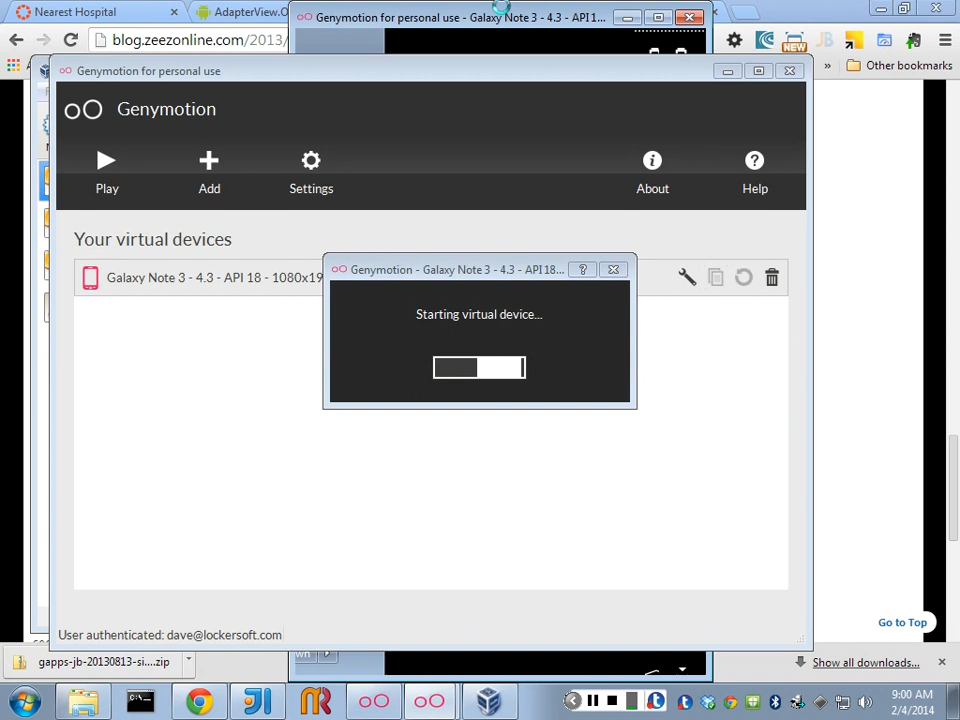 Nearest Hospital
AdapterView.O
Genymotion for personal use - Galaxy Note 3 - 4.3 - API 1...
blog.zeezonline.com/2013/
NEW
Other bookmarks
Genymotion for personal use
Genymotion
Play
Add
Settings
About
Help
Your virtual devices
Galaxy Note 3 - 4.3 - API 18 - 1080x19
Genymotion - Galaxy Note 3 - 4.3 - API 18...
Starting virtual device...
Go to Top
User authenticated: dave@lockersoft.com
gapps-jb-20130813-si....zip
Show all downloads...
9:00 AM
2/4/2014